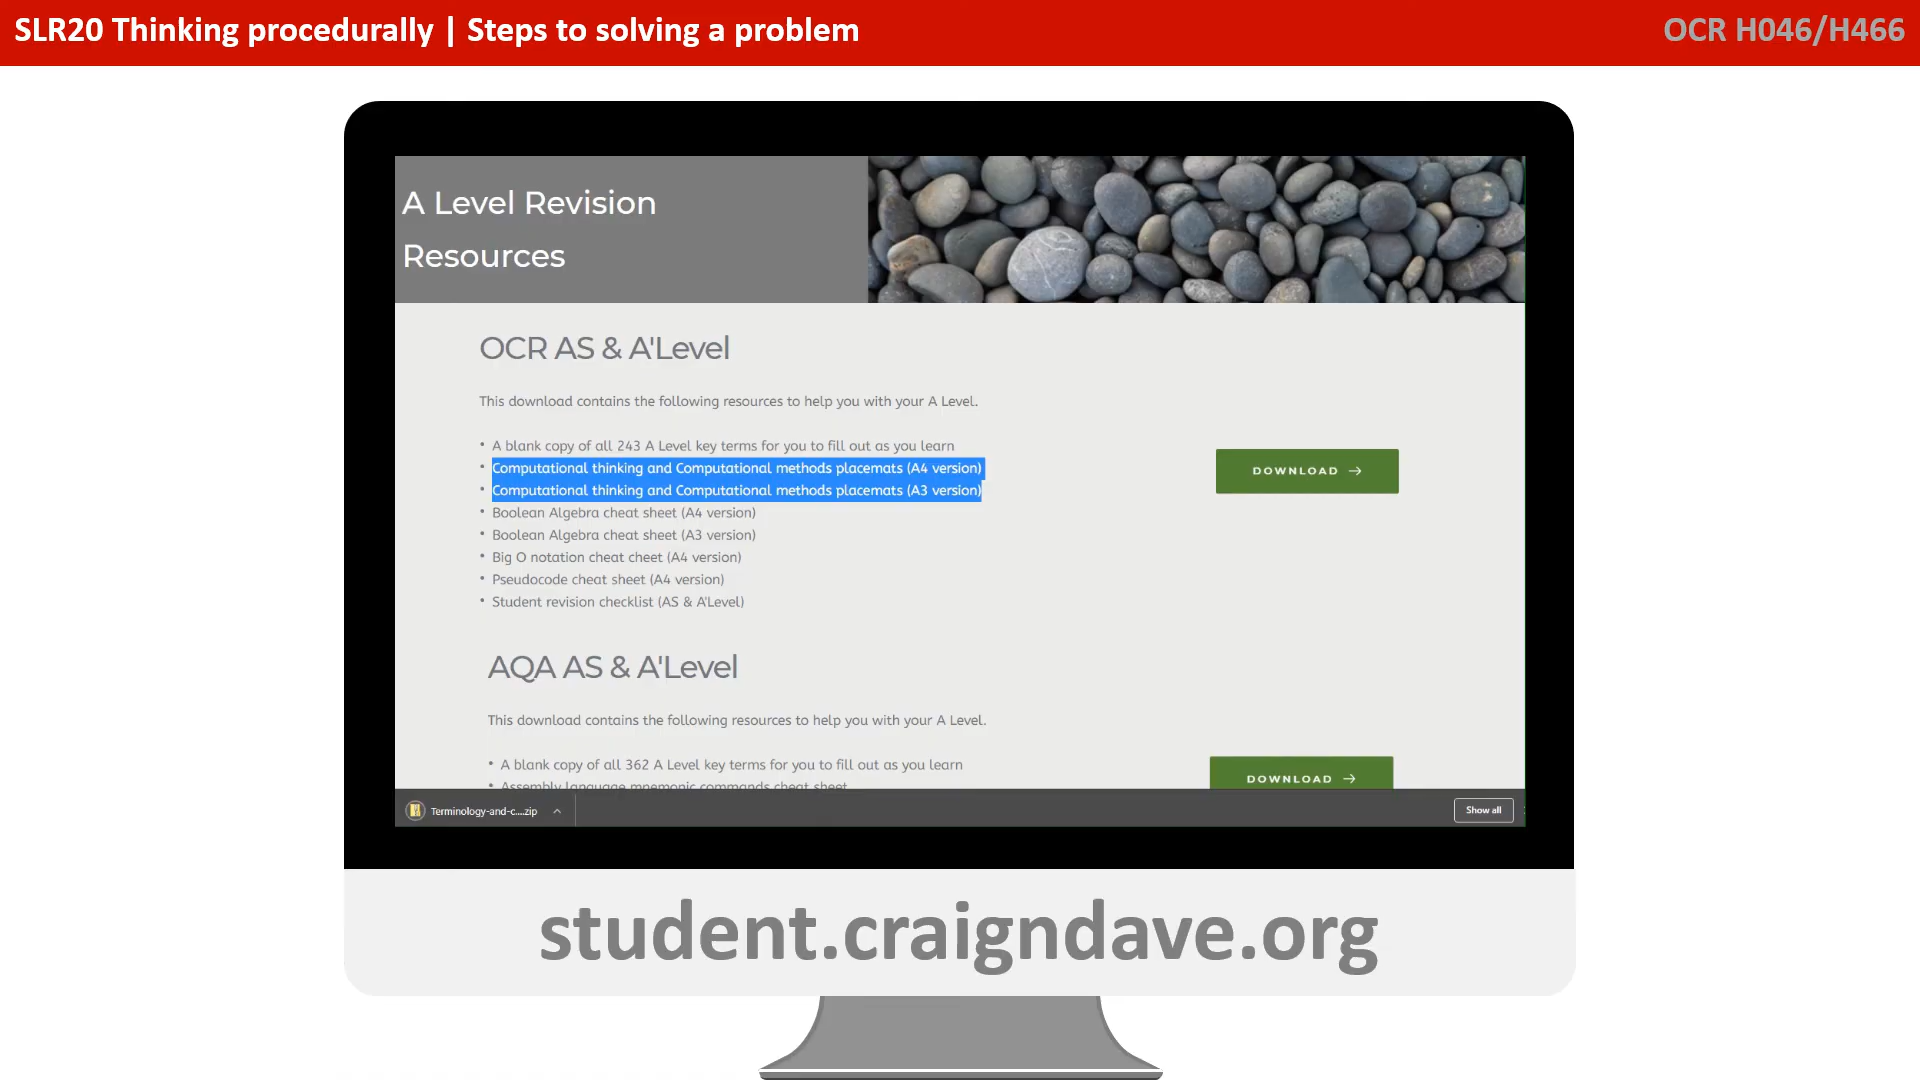 SLR20 Thinking procedurally | Steps to solving a problem
OCR H046/H466
A Level Revision
Resources
OCR AS & A'Level
This download contains the following resources to help you with your A Level.
• A blank copy of all 243 A Level key terms for you to fill out as you learn
• Computational thinking and Computational methods placemats (A4 version)
• Computational thinking and Computational methods placemats (A3 version)
• Boolean Algebra cheat sheet (A4 version)
• Boolean Algebra cheat sheet (A3 version)
• Big O notation cheat cheet (A4 version)
• Pseudocode cheat sheet (A4 version)
• Student revision checklist (AS & A'Level)
DOWNLOAD →
AQA AS & A'Level
This download contains the following resources to help you with your A Level.
• A blank copy of all 362 A Level key terms for you to fill out as you learn
• Assembly language mnemonic commands cheat sheet
DOWNLOAD →
Terminology-and-c....zip
Show all
student.craigndave.org